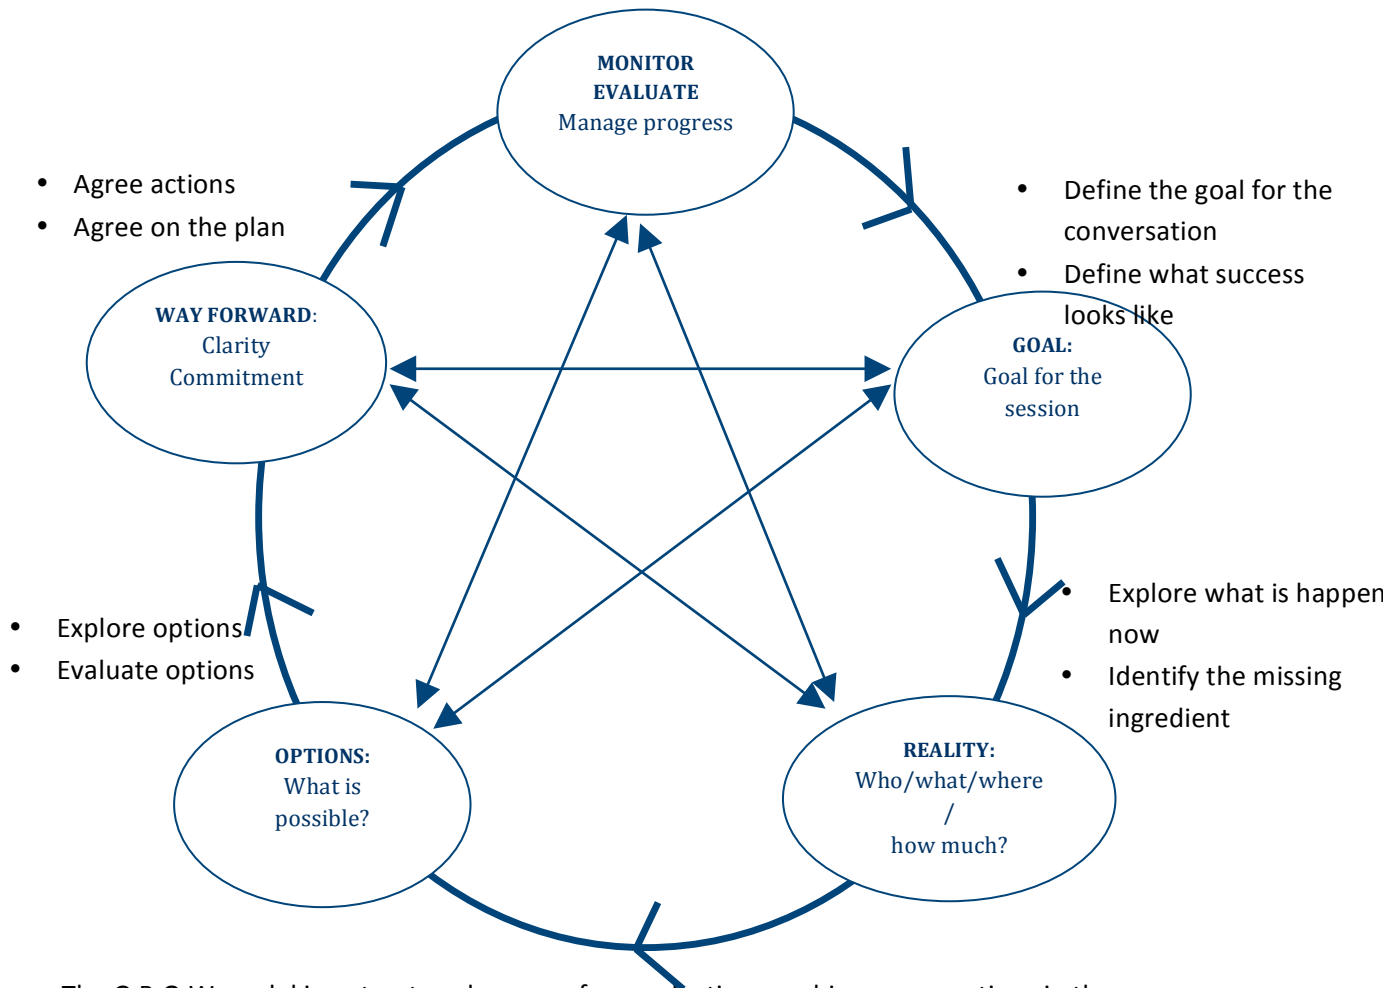 MONITOR
EVALUATE
Manage progress
• Agree actions
• Agree on the plan
• Define the goal for the
conversation
• Define what success
looks like
WAY FORWARD:
Clarity
Commitment
GOAL:
Goal for the
session
• Explore what is happen
now
• Identify the missing
ingredient
• Explore options
• Evaluate options
OPTIONS:
What is
possible?
REALITY:
Who/what/where
/
how much?